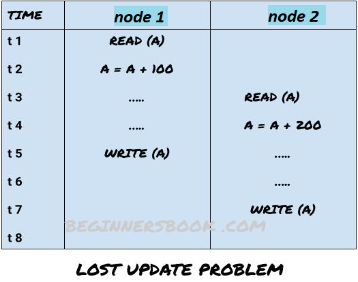 TIME node 1 node 2
t 1 READ (A)
t 2 A = A + 100
t 3 ..... READ (A)
t 4 ..... A = A + 200
t 5 WRITE (A) .....
t 6 .....
t 7 WRITE (A)
BEGINNERSBOOK .COM
t 8
LOST UPDATE PROBLEM